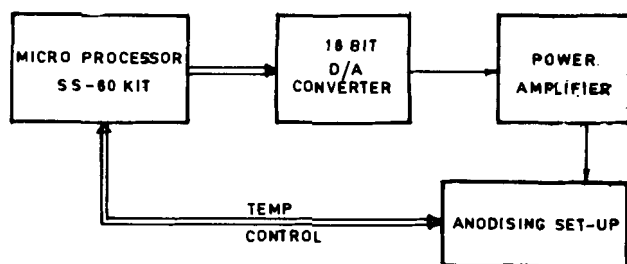 MICRO PROCESSOR
SS-60 KIT
16 BIT
D/A
CONVERTER
POWER.
AMPLIFIER
TEMP
CONTROL
ANODISING SET-UP